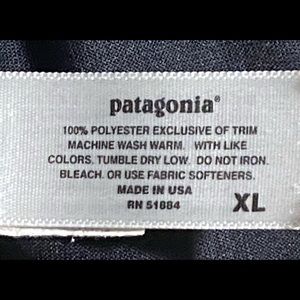 patagonia®
100% POLYESTER EXCLUSIVE OF TRIM
MACHINE WASH WARM. WITH LIKE
COLORS. TUMBLE DRY LOW. DO NOT IRON.
BLEACH. OR USE FABRIC SOFTENERS.
MADE IN USA
RN 51884
XL